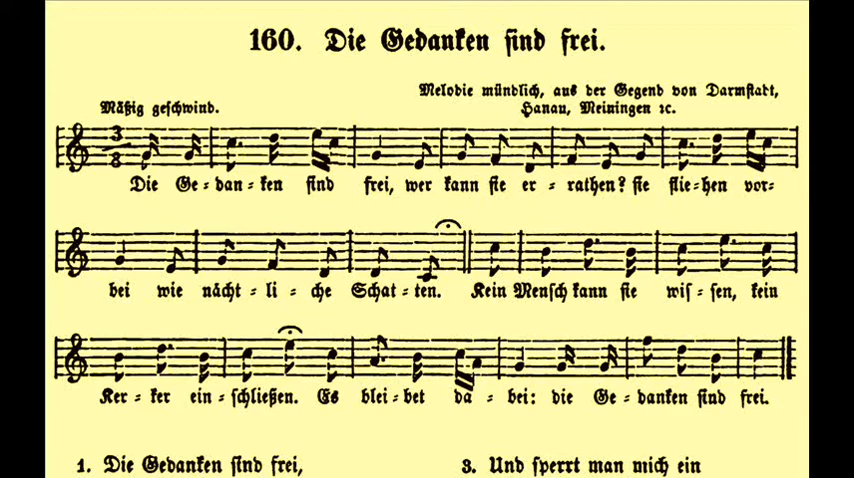 160. Die Gedanken sind frei.
Melodie mündlich, aus der Gegend von Darmstadt,
Mäßig geschwind. Hanau, Meiningen ꝛc.
3
8
Die Ge-dan-ken sind frei, wer kann sie er-rathen? sie flie-hen vor-
bei wie nächt-li-che Schat-ten. Kein Mensch kann sie wis-sen, kein
Ker-ker ein-schließen. Es blei-bet da-bei: die Ge-danken sind frei.
1. Die Gedanken sind frei,
3. Und sperrt man mich ein